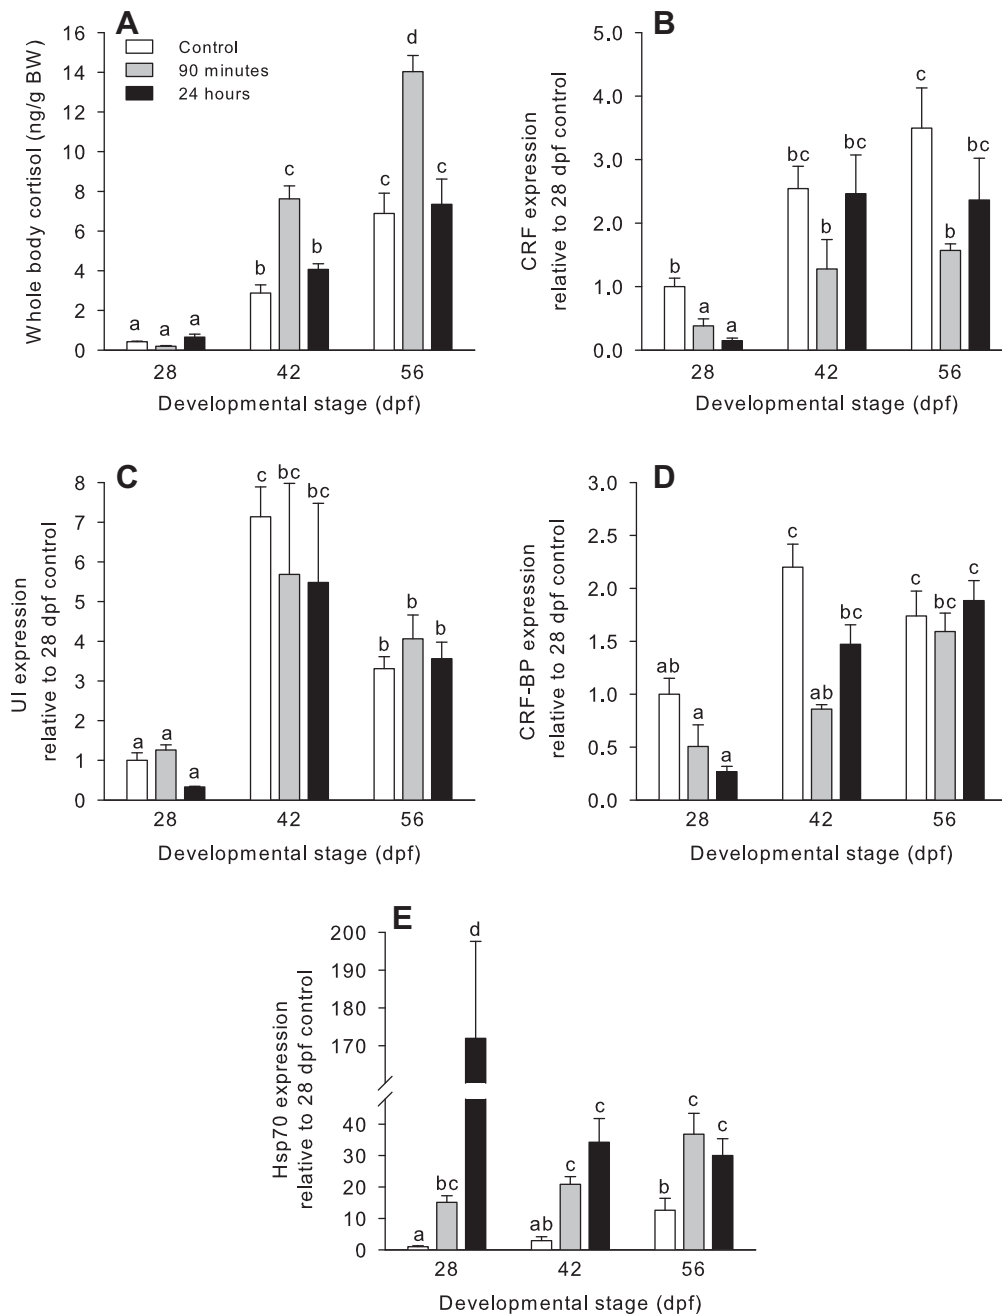 A
Control
90 minutes
24 hours
Whole body cortisol (ng/g BW)
16
14
12
10
8
6
4
2
0
a
a
a
b
c
b
c
d
c
28
42
56
Developmental stage (dpf)
B
CRF expression
relative to 28 dpf control
5.0
4.0
3.0
2.0
1.0
0.0
b
a
a
bc
b
bc
c
b
bc
28
42
56
Developmental stage (dpf)
C
UI expression
relative to 28 dpf control
8
7
6
5
4
3
2
1
0
a
a
a
c
bc
bc
b
b
b
28
42
56
Developmental stage (dpf)
D
CRF-BP expression
relative to 28 dpf control
3.0
2.5
2.0
1.5
1.0
0.5
0.0
ab
a
a
c
ab
bc
c
bc
c
28
42
56
Developmental stage (dpf)
E
Hsp70 expression
relative to 28 dpf control
200
190
180
170
40
30
20
10
0
a
bc
d
ab
c
c
b
c
c
28
42
56
Developmental stage (dpf)